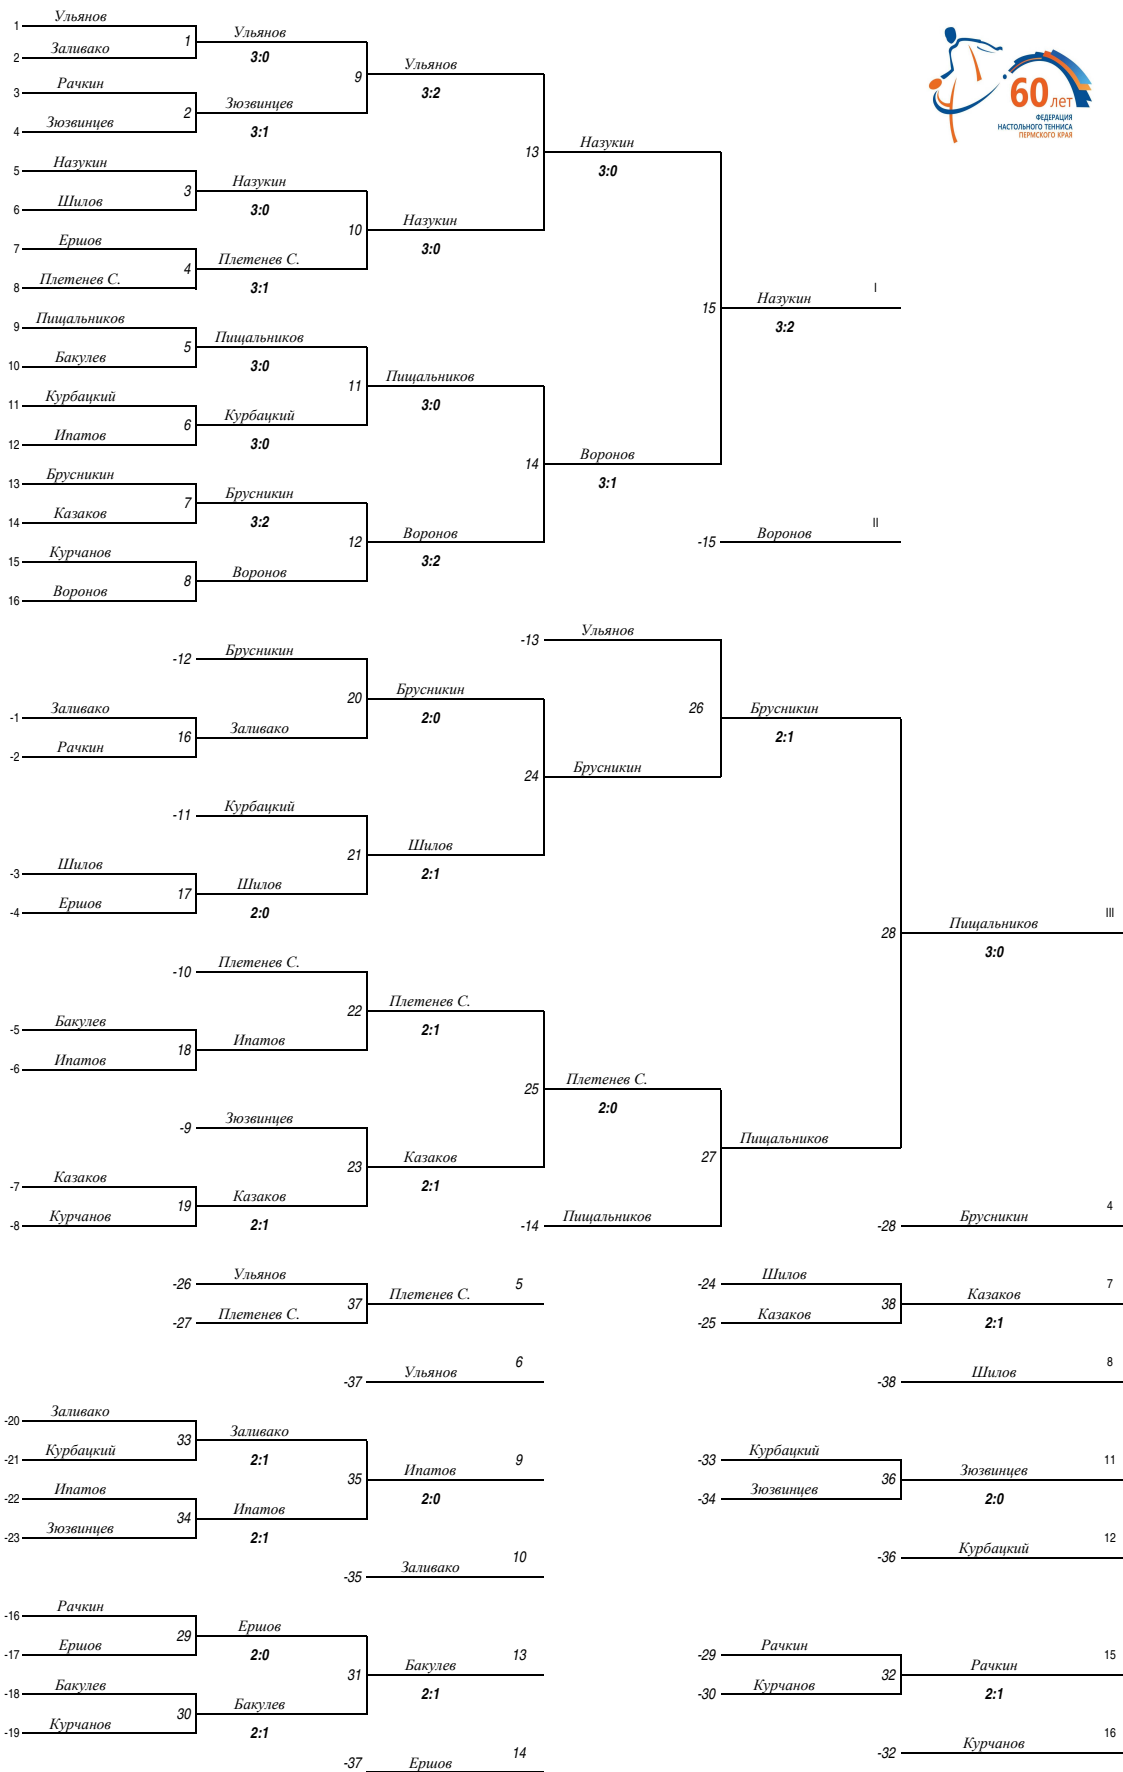 60 лет
ФЕДЕРАЦИЯ
НАСТОЛЬНОГО ТЕННИСА
ПЕРМСКОГО КРАЯ
1 Ульянов
1 Ульянов
2 Заливако
3:0
9 Ульянов
3:2
3 Рачкин
2 Зюзвинцев
4 Зюзвинцев
3:1
13 Назукин
3:0
5 Назукин
3 Назукин
6 Шилов
3:0
10 Назукин
3:0
7 Ершов
4 Плетенев С.
8 Плетенев С.
3:1
15 Назукин I
3:2
9 Пищальников
5 Пищальников
10 Бакулев
3:0
11 Пищальников
3:0
11 Курбацкий
6 Курбацкий
12 Ипатов
3:0
14 Воронов
3:1
13 Брусникин
7 Брусникин
14 Казаков
3:2
12 Воронов
3:2
-15 Воронов II
15 Курчанов
8 Воронов
16 Воронов
-13 Ульянов
-12 Брусникин
20 Брусникин
2:0
26 Брусникин
2:1
-1 Заливако
16 Заливако
-2 Рачкин
24 Брусникин
-11 Курбацкий
21 Шилов
2:1
-3 Шилов
17 Шилов
-4 Ершов
2:0
28 Пищальников III
3:0
-10 Плетенев С.
22 Плетенев С.
2:1
-5 Бакулев
18 Ипатов
-6 Ипатов
25 Плетенев С.
2:0
-9 Зюзвинцев
27 Пищальников
23 Казаков
2:1
-7 Казаков
19 Казаков
-8 Курчанов
2:1
-14 Пищальников
-28 Брусникин 4
-26 Ульянов
37 Плетенев С. 5
-27 Плетенев С.
-24 Шилов
38 Казаков 7
-25 Казаков
2:1
-37 Ульянов 6
-38 Шилов 8
-20 Заливако
33 Заливако
-21 Курбацкий
2:1
35 Ипатов 9
2:0
-22 Ипатов
34 Ипатов
-23 Зюзвинцев
2:1
-33 Курбацкий
36 Зюзвинцев 11
-34 Зюзвинцев
2:0
-35 Заливако 10
-36 Курбацкий 12
-16 Рачкин
29 Ершов
-17 Ершов
2:0
31 Бакулев 13
2:1
-18 Бакулев
30 Бакулев
-19 Курчанов
2:1
-29 Рачкин
32 Рачкин 15
-30 Курчанов
2:1
-37 Ершов 14
-32 Курчанов 16